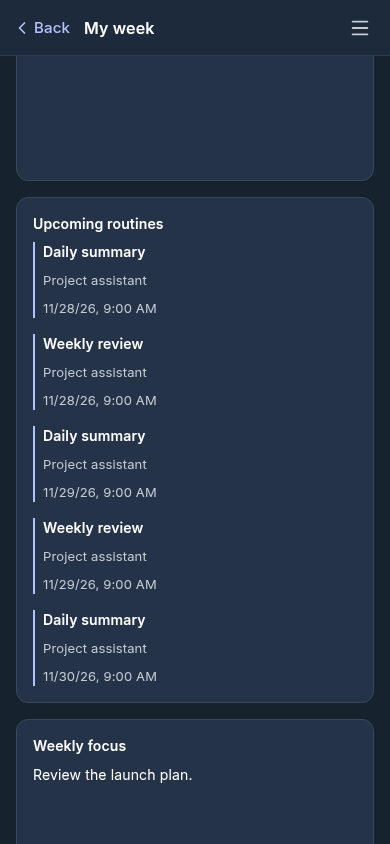 Back
My week
Upcoming routines
Daily summary
Project assistant
11/28/26, 9:00 AM
Weekly review
Project assistant
11/28/26, 9:00 AM
Daily summary
Project assistant
11/29/26, 9:00 AM
Weekly review
Project assistant
11/29/26, 9:00 AM
Daily summary
Project assistant
11/30/26, 9:00 AM
Weekly focus
Review the launch plan.